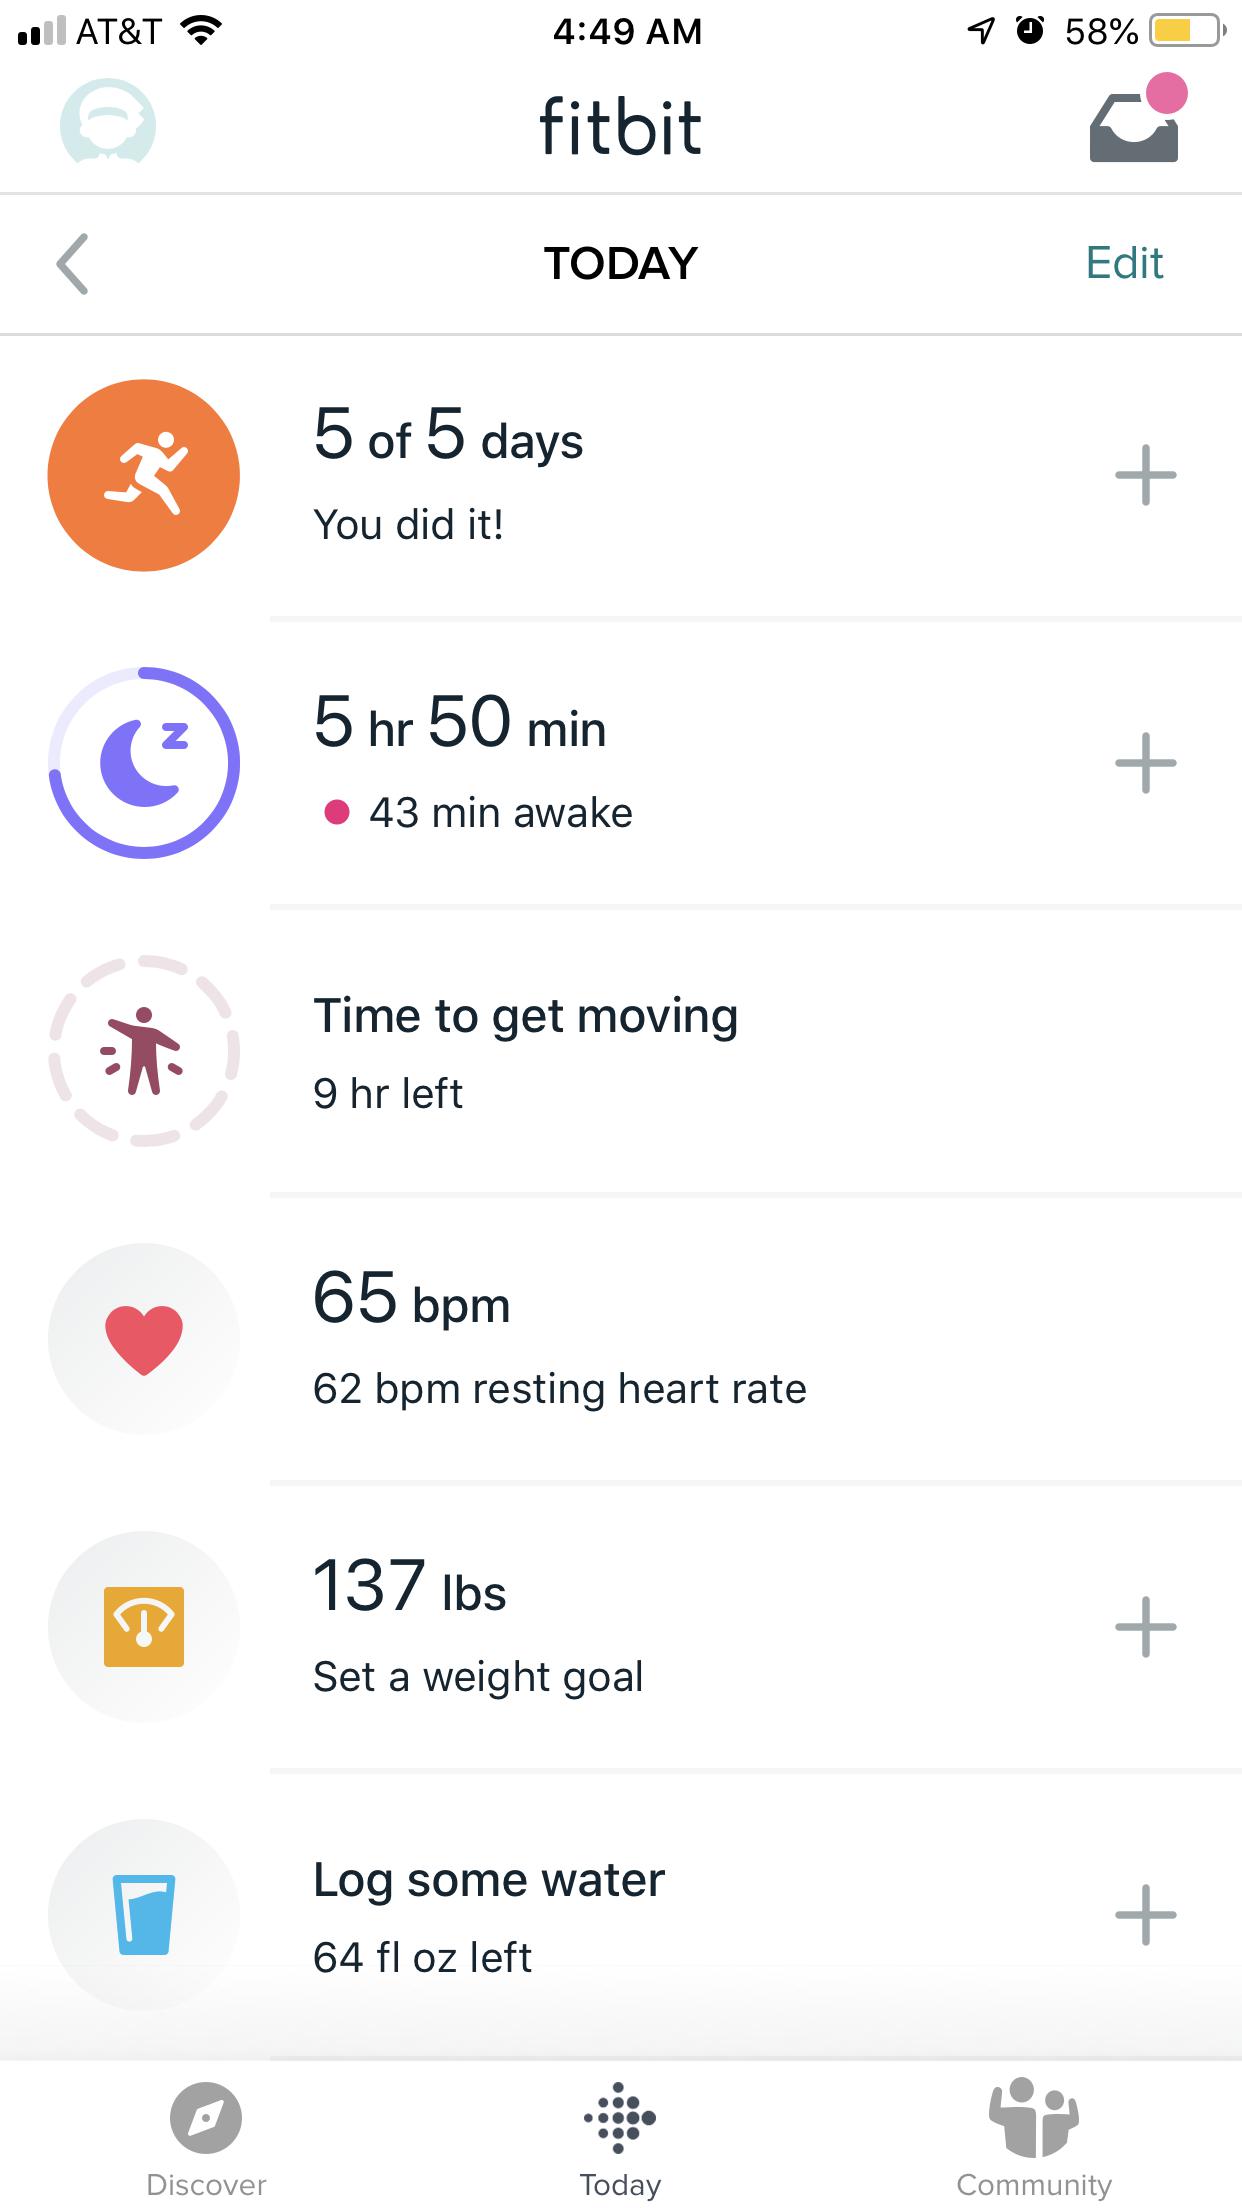 AT&T 4:49 AM 58%
fitbit
TODAY Edit
5 of 5 days
You did it!
5 hr 50 min
43 min awake
Time to get moving
9 hr left
65 bpm
62 bpm resting heart rate
137 lbs
Set a weight goal
Log some water
64 fl oz left
Discover Today Community